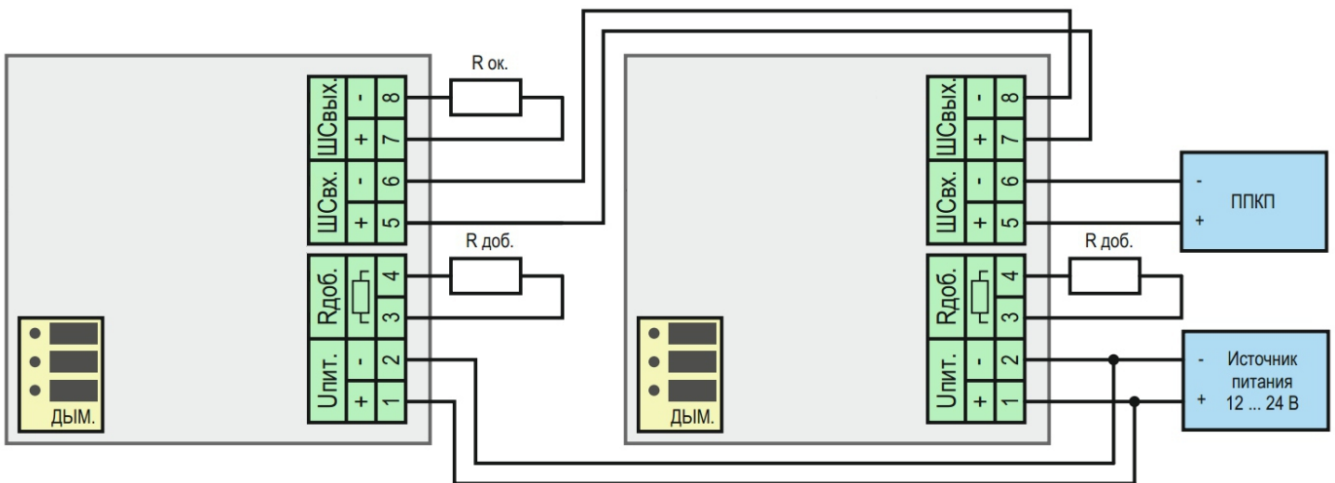 R ок.
ШСвых.
- 8
+ 7
ШСвх.
- 6
+ 5
R доб.
Rдоб.
4
3
Uпит.
- 2
+ 1
ДЫМ.
ШСвых.
- 8
+ 7
ШСвх.
- 6
+ 5
R доб.
Rдоб.
4
3
Uпит.
- 2
+ 1
ДЫМ.
-
ППКП
+
- Источник
питания
+ 12 ... 24 В